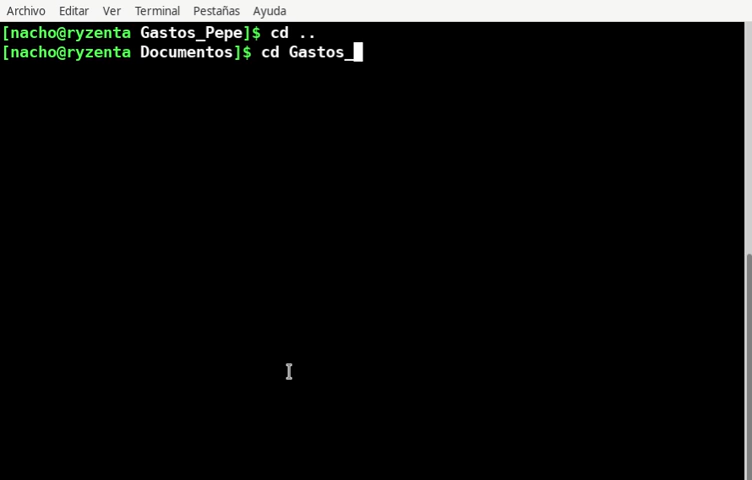 Archivo Editar Ver Terminal Pestañas Ayuda
[nacho@ryzenta Gastos_Pepe]$ cd ..
[nacho@ryzenta Documentos]$ cd Gastos_